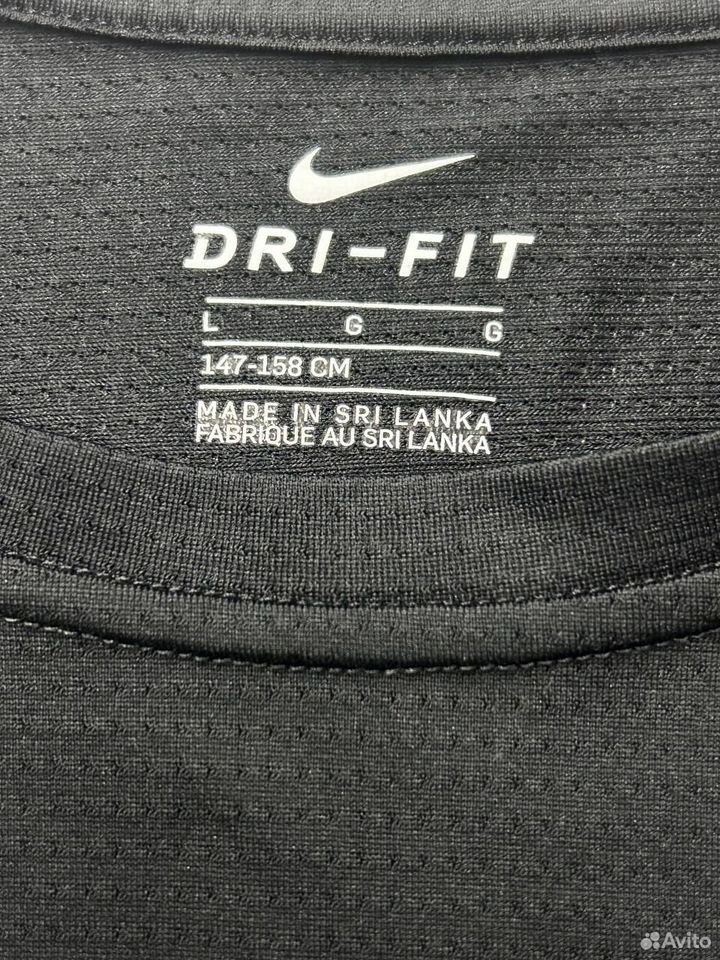 DRI-FIT
L G G
147-158 CM
MADE IN SRI LANKA
FABRIQUE AU SRI LANKA
Avito